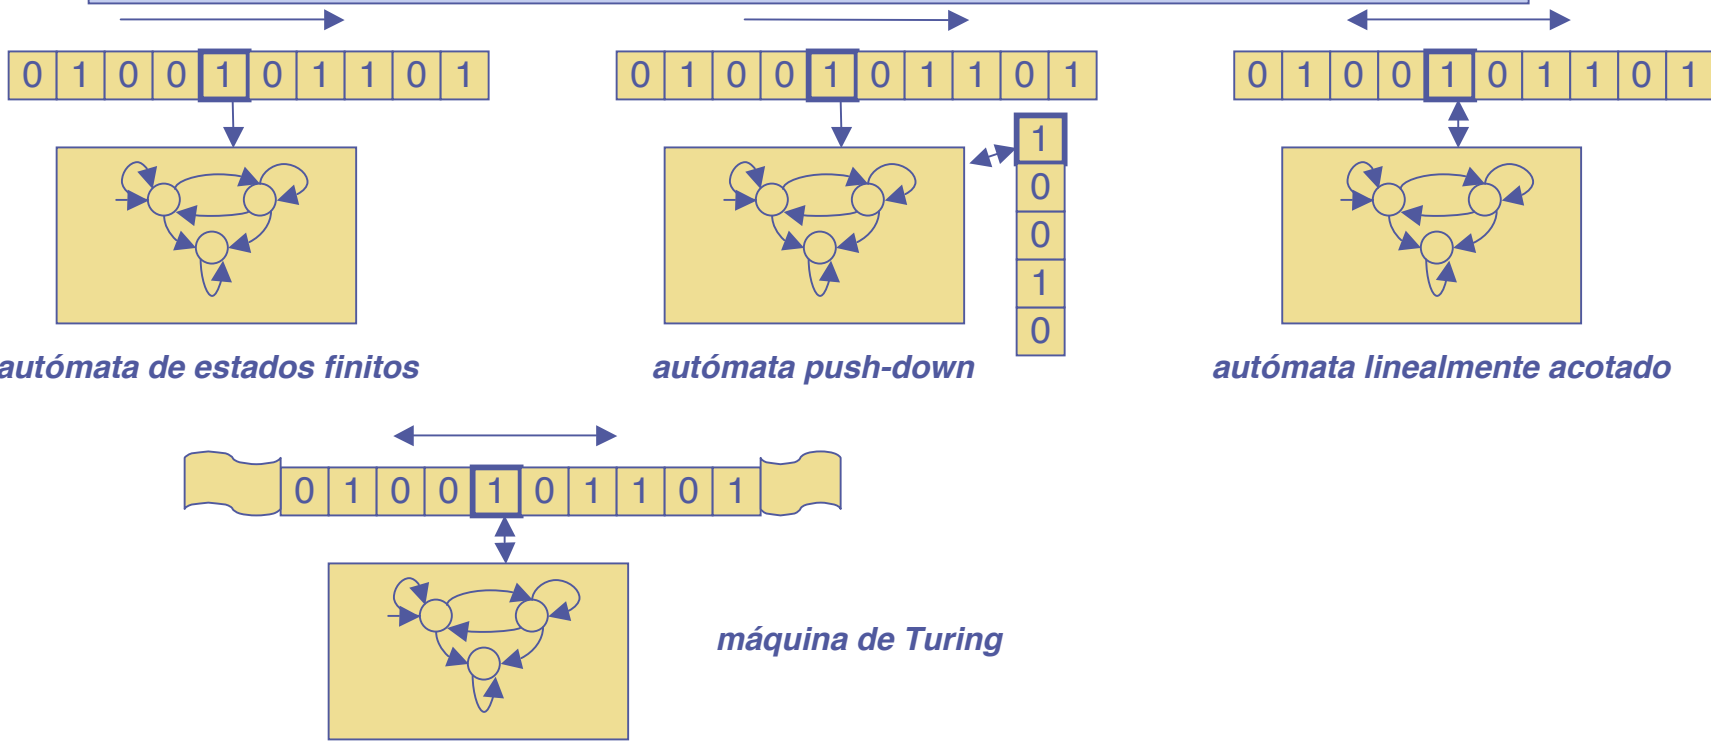 0 1 0 0 1 0 1 1 0 1
0 1 0 0 1 0 1 1 0 1
0 1 0 0 1 0 1 1 0 1
1
0
0
1
0
autómata de estados finitos
autómata push-down
autómata linealmente acotado
0 1 0 0 1 0 1 1 0 1
máquina de Turing